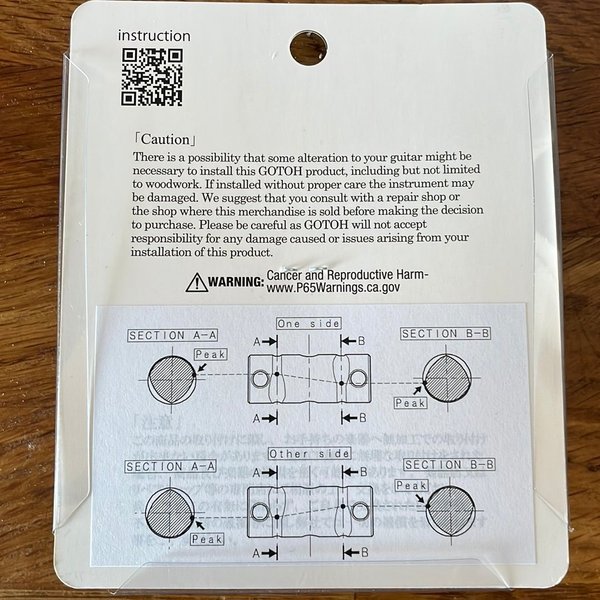 instruction
「Caution」
There is a possibility that some alteration to your guitar might be
necessary to install this GOTOH product, including but not limited
to woodwork. If installed without proper care the instrument may
be damaged. We suggest that you consult with a repair shop or
the shop where this merchandise is sold before making the decision
to purchase. Please be careful as GOTOH will not accept
responsibility for any damage caused or issues arising from your
installation of this product.
WARNING: Cancer and Reproductive Harm-
www.P65Warnings.ca.gov
One side
SECTION A-A
A B
SECTION B-B
Peak
Peak
A B
Other side
SECTION A-A
A B
SECTION B-B
Peak
Peak
A B